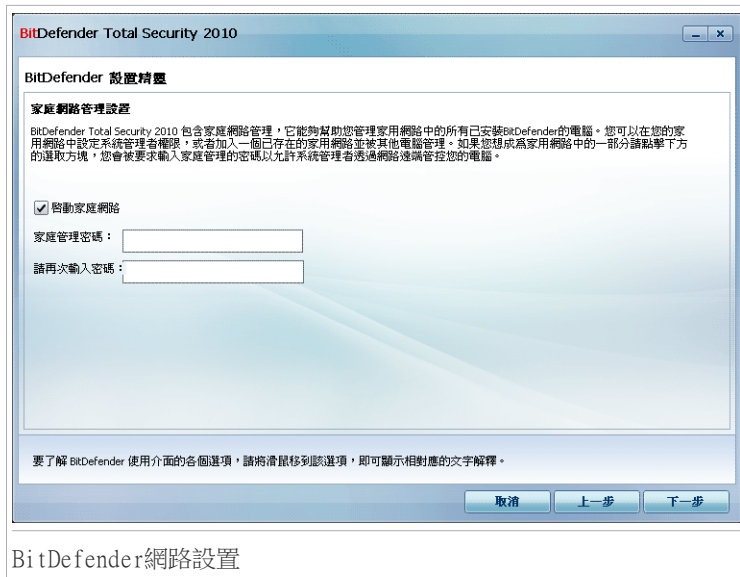 BitDefender Total Security 2010
BitDefender 設置精靈
家庭網路管理設置
BitDefender Total Security 2010 包含家庭網路管理，它能夠幫助您管理家用網路中的所有已安裝BitDefender的電腦。您可以在您的家
用網路中設定系統管理者權限，或者加入一個已存在的家用網路並被其他電腦管理。如果您想成爲家用網路中的一部分請點擊下方
的選取方塊，您會被要求輸入家庭管理的密碼以允許系統管理者透過網路遠端管控您的電腦。
啓動家庭網路
家庭管理密碼：
請再次輸入密碼：
要了解 BitDefender 使用介面的各個選項，請將滑鼠移到該選項，即可顯示相對應的文字解釋。
取消
上一步
下一步
BitDefender網路設置